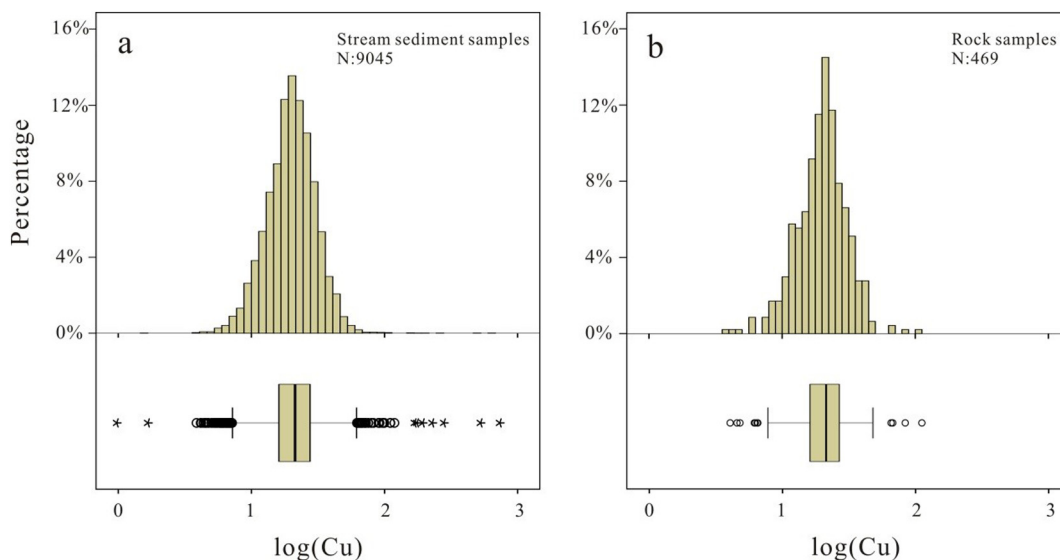 a
Stream sediment samples
N:9045
16%
12%
8%
4%
0%
Percentage
0 1 2 3
log(Cu)
b
Rock samples
N:469
16%
12%
8%
4%
0%
0 1 2 3
log(Cu)